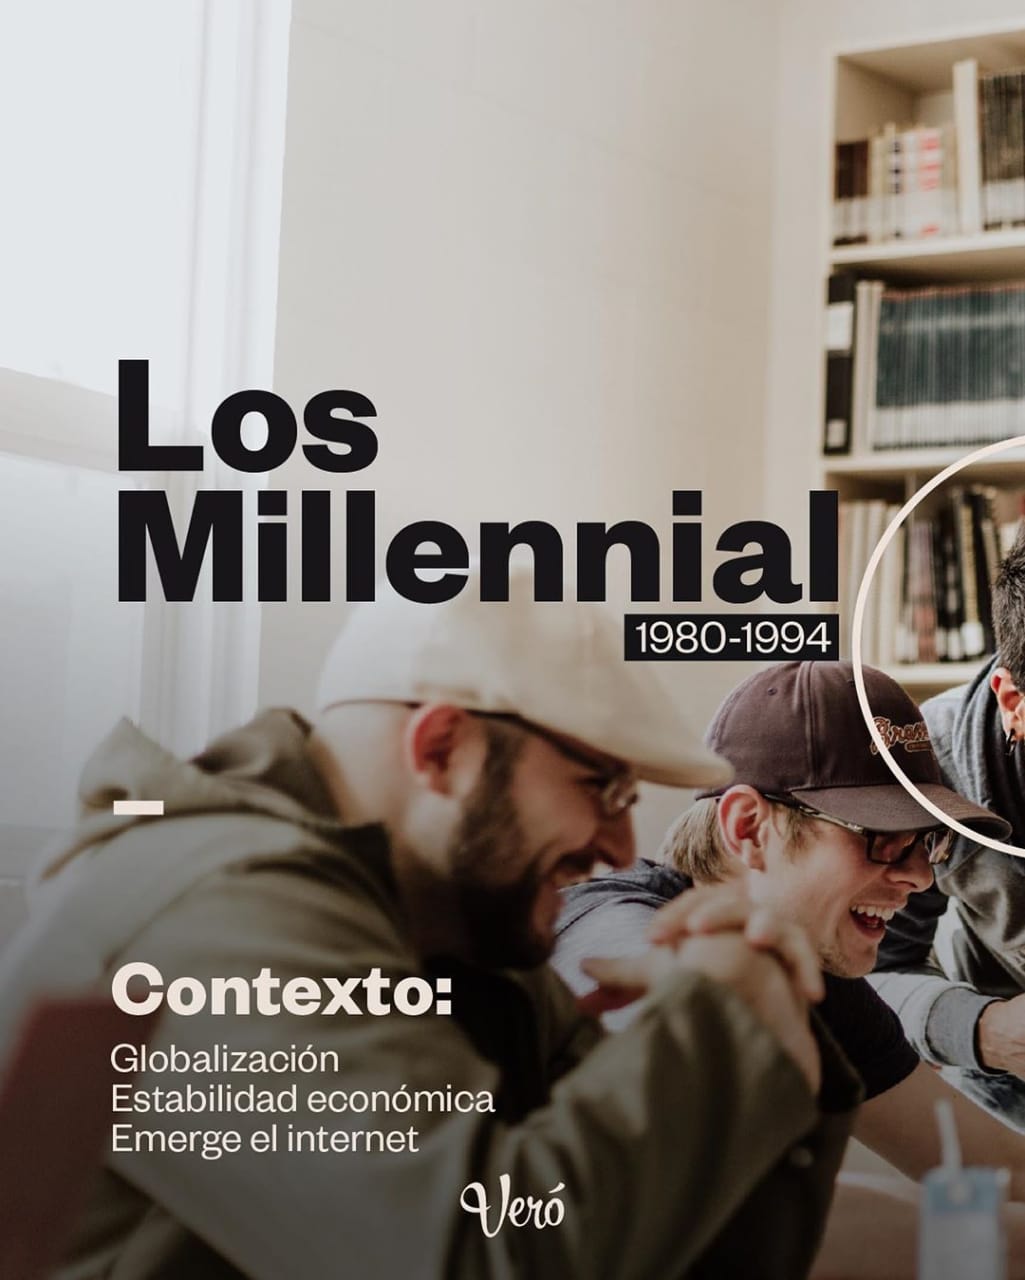 Los
Millennial
1980-1994
Contexto:
Globalización
Estabilidad económica
Emerge el internet
Veró